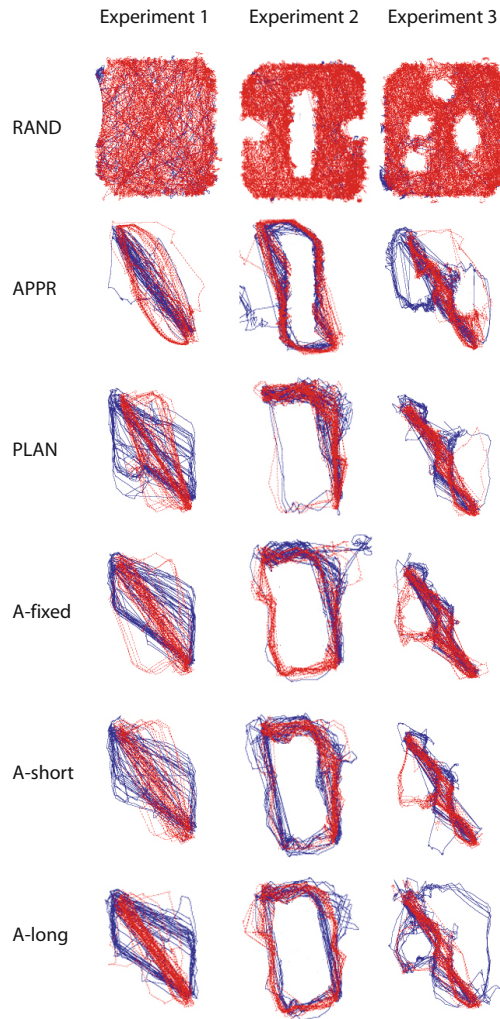 Experiment 1 Experiment 2 Experiment 3
RAND
APPR
PLAN
A-fixed
A-short
A-long